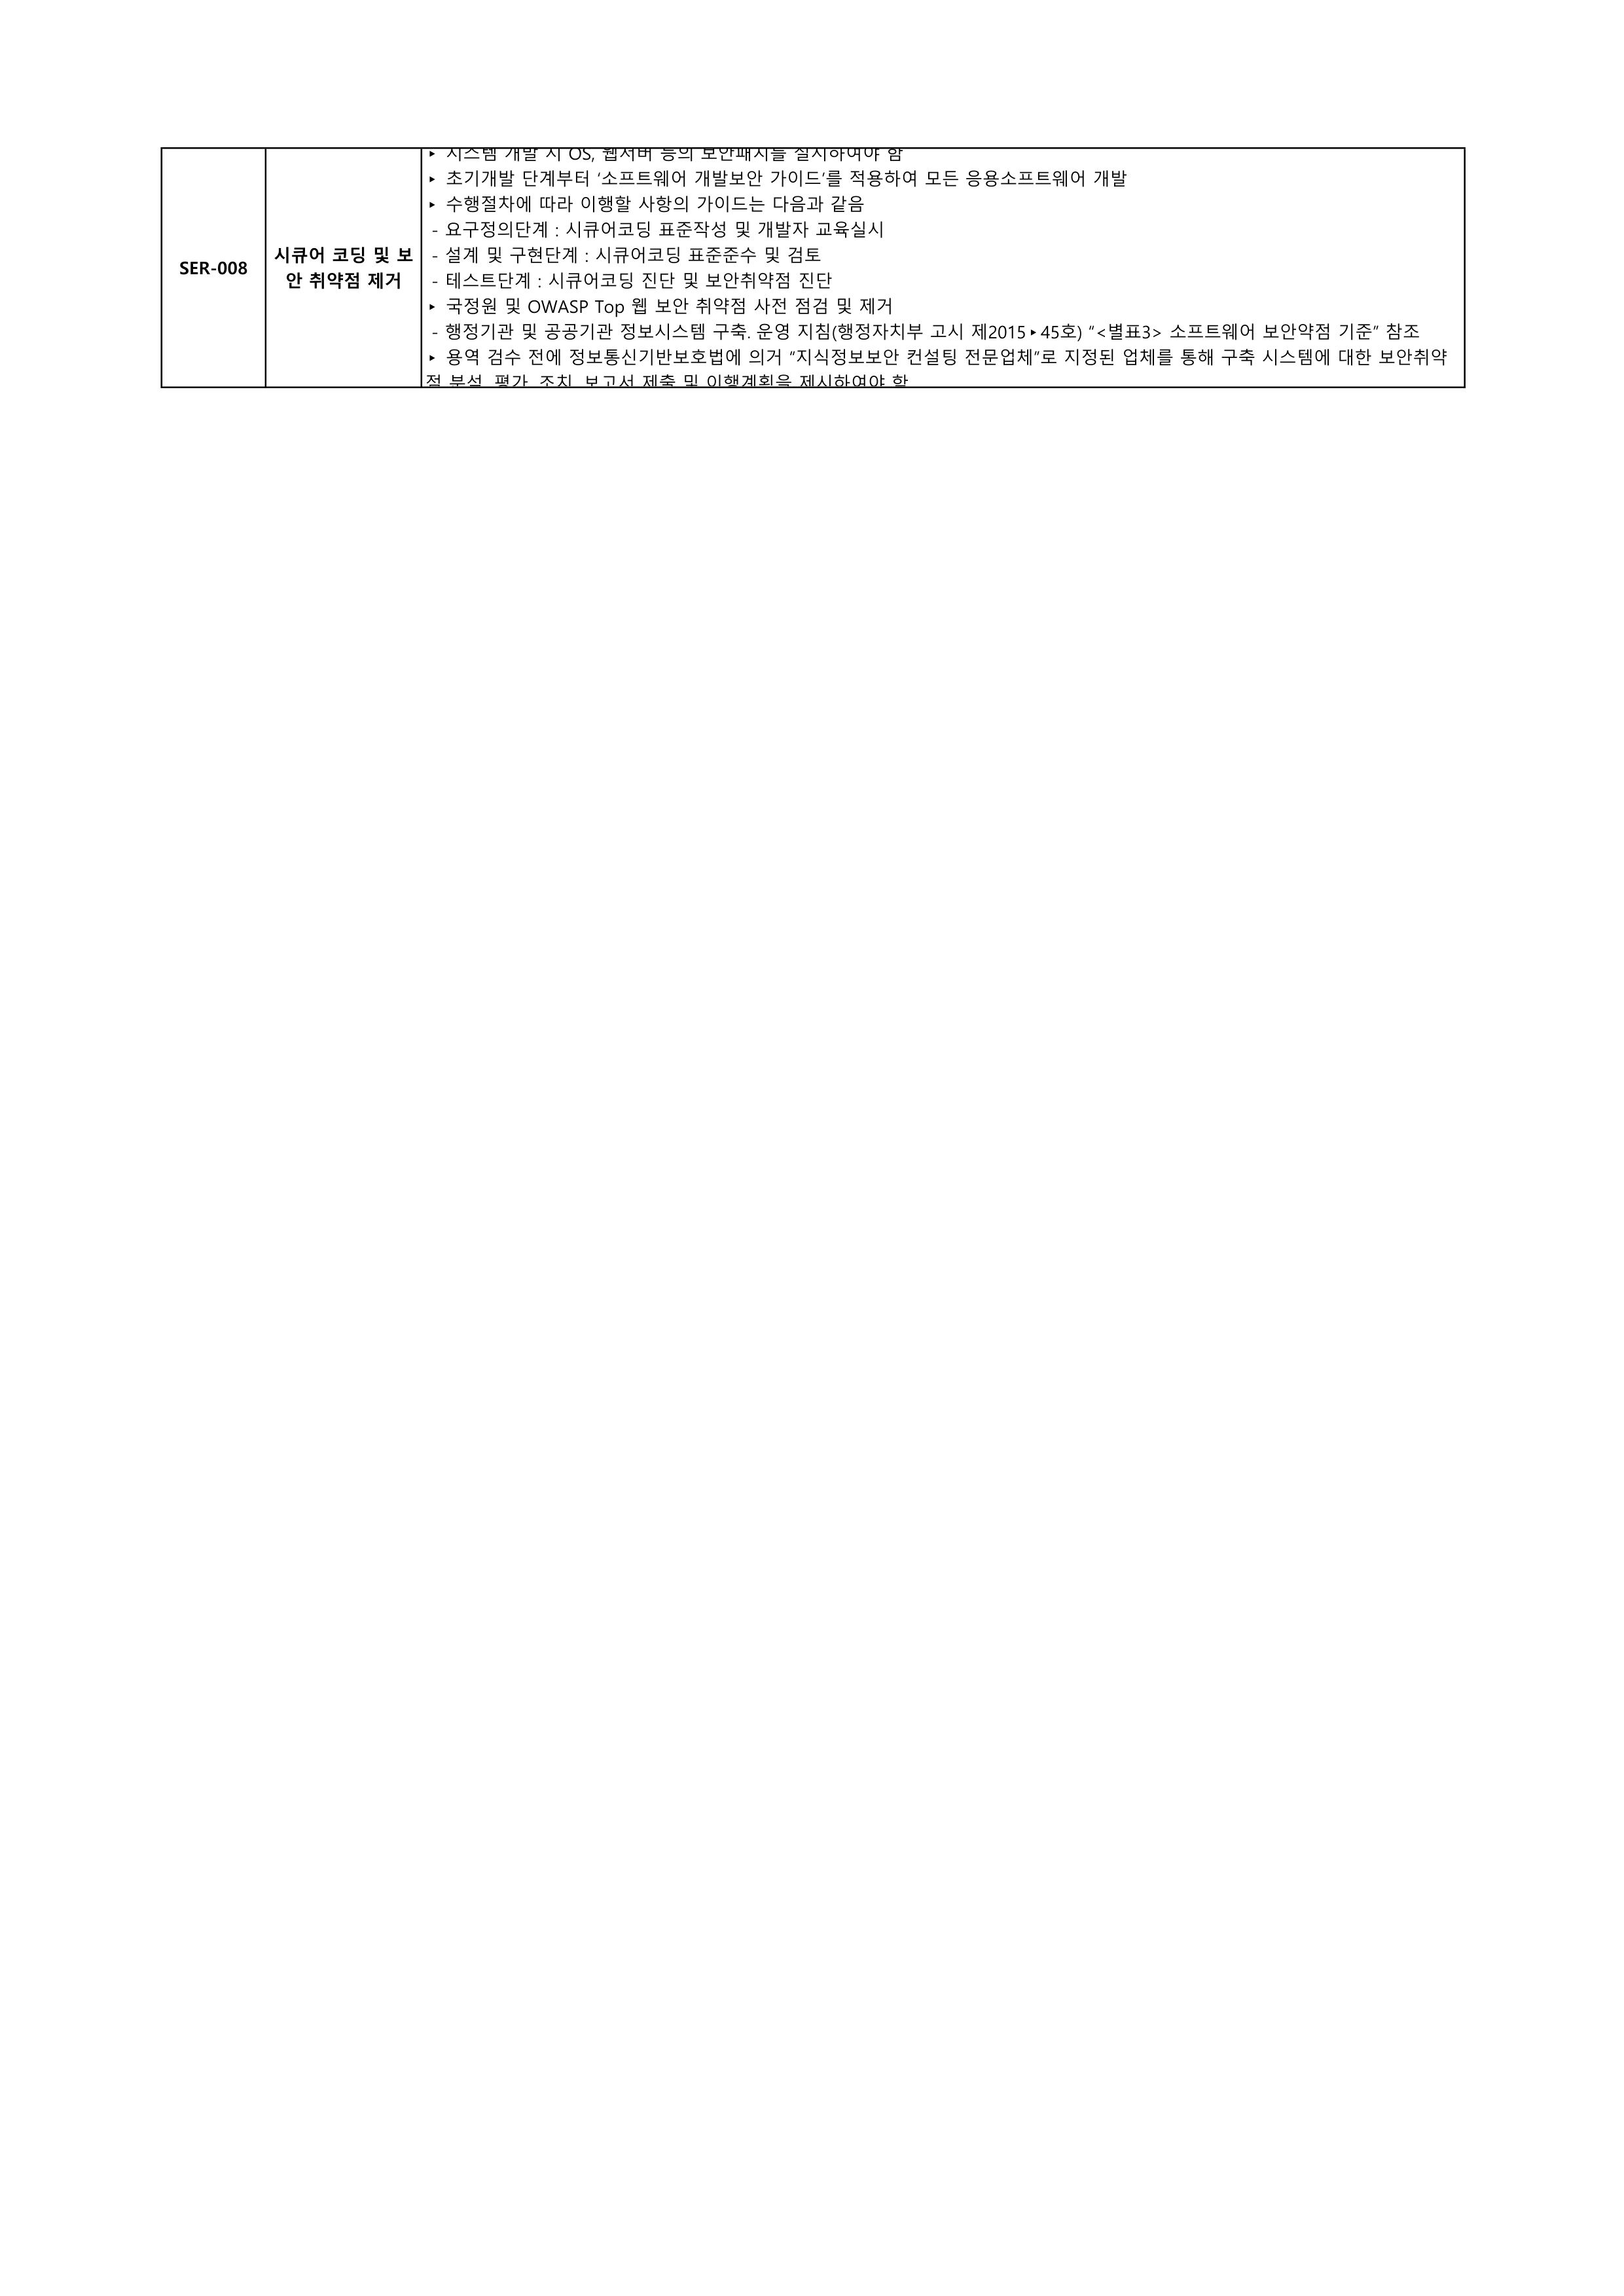 SER-008
시큐어 코딩 및 보
안 취약점 제거
▸ 시스템 개발 시 OS, 웹서버 등의 보안패치를 실시하여야 함
▸ 초기개발 단계부터 ‘소프트웨어 개발보안 가이드’를 적용하여 모든 응용소프트웨어 개발
▸ 수행절차에 따라 이행할 사항의 가이드는 다음과 같음
- 요구정의단계 : 시큐어코딩 표준작성 및 개발자 교육실시
- 설계 및 구현단계 : 시큐어코딩 표준준수 및 검토
- 테스트단계 : 시큐어코딩 진단 및 보안취약점 진단
▸ 국정원 및 OWASP Top 웹 보안 취약점 사전 점검 및 제거
- 행정기관 및 공공기관 정보시스템 구축. 운영 지침(행정자치부 고시 제2015▸45호) “<별표3> 소프트웨어 보안약점 기준” 참조
▸ 용역 검수 전에 정보통신기반보호법에 의거 “지식정보보안 컨설팅 전문업체”로 지정된 업체를 통해 구축 시스템에 대한 보안취약
점 분석, 평가, 조치, 보고서 제출 및 이행계획을 제시하여야 함